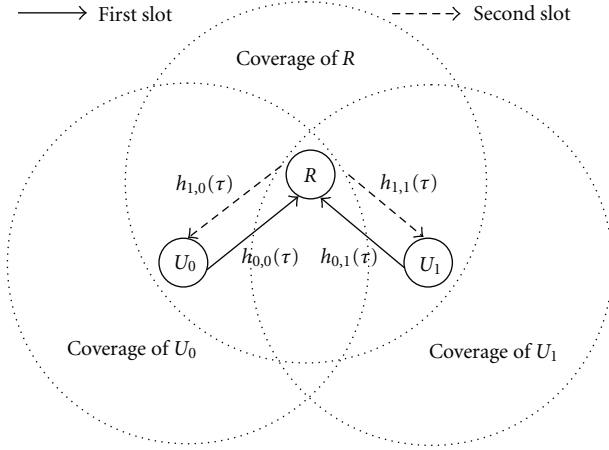 First slot
Second slot
Coverage of R
h1,0(τ)
R
h1,1(τ)
U0
h0,0(τ)
h0,1(τ)
U1
Coverage of U0
Coverage of U1